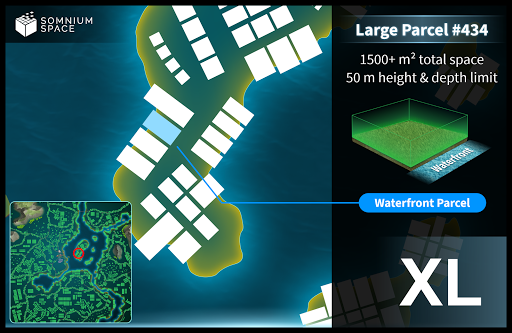 SOMNIUM
SPACE
Large Parcel #434
1500+ m² total space
50 m height & depth limit
Waterfront
Waterfront Parcel
XL